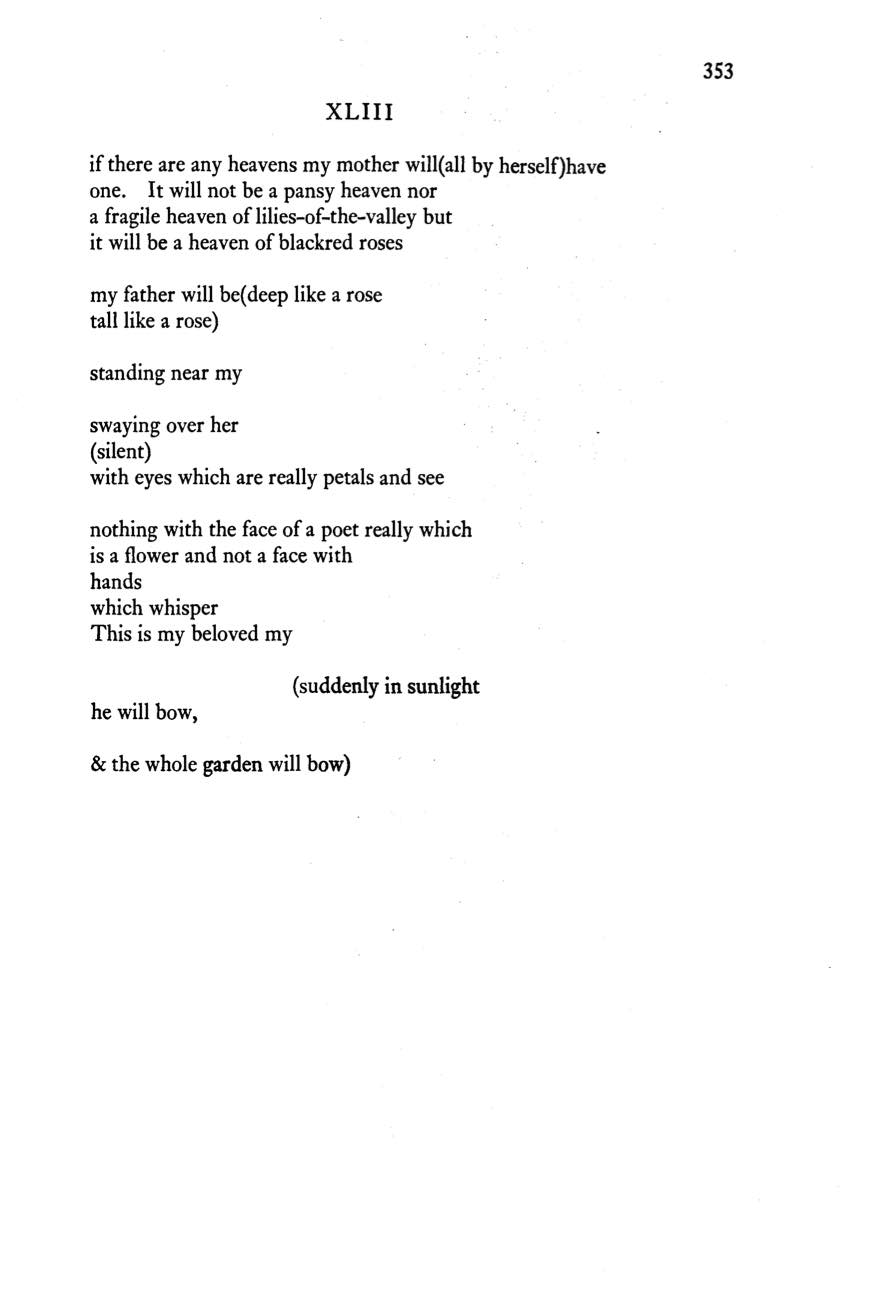 353
XLIII
if there are any heavens my mother will(all by herself)have
one.   It will not be a pansy heaven nor
a fragile heaven of lilies-of-the-valley but
it will be a heaven of blackred roses
my father will be(deep like a rose
tall like a rose)
standing near my
swaying over her
(silent)
with eyes which are really petals and see
nothing with the face of a poet really which
is a flower and not a face with
hands
which whisper
This is my beloved my
(suddenly in sunlight
he will bow,
& the whole garden will bow)